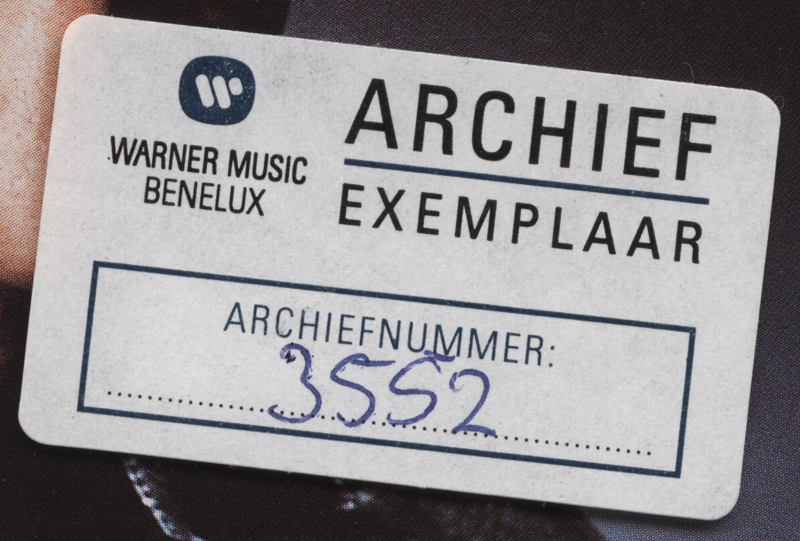 WARNER MUSIC
BENELUX
ARCHIEF
EXEMPLAAR
ARCHIEFNUMMER:
3552